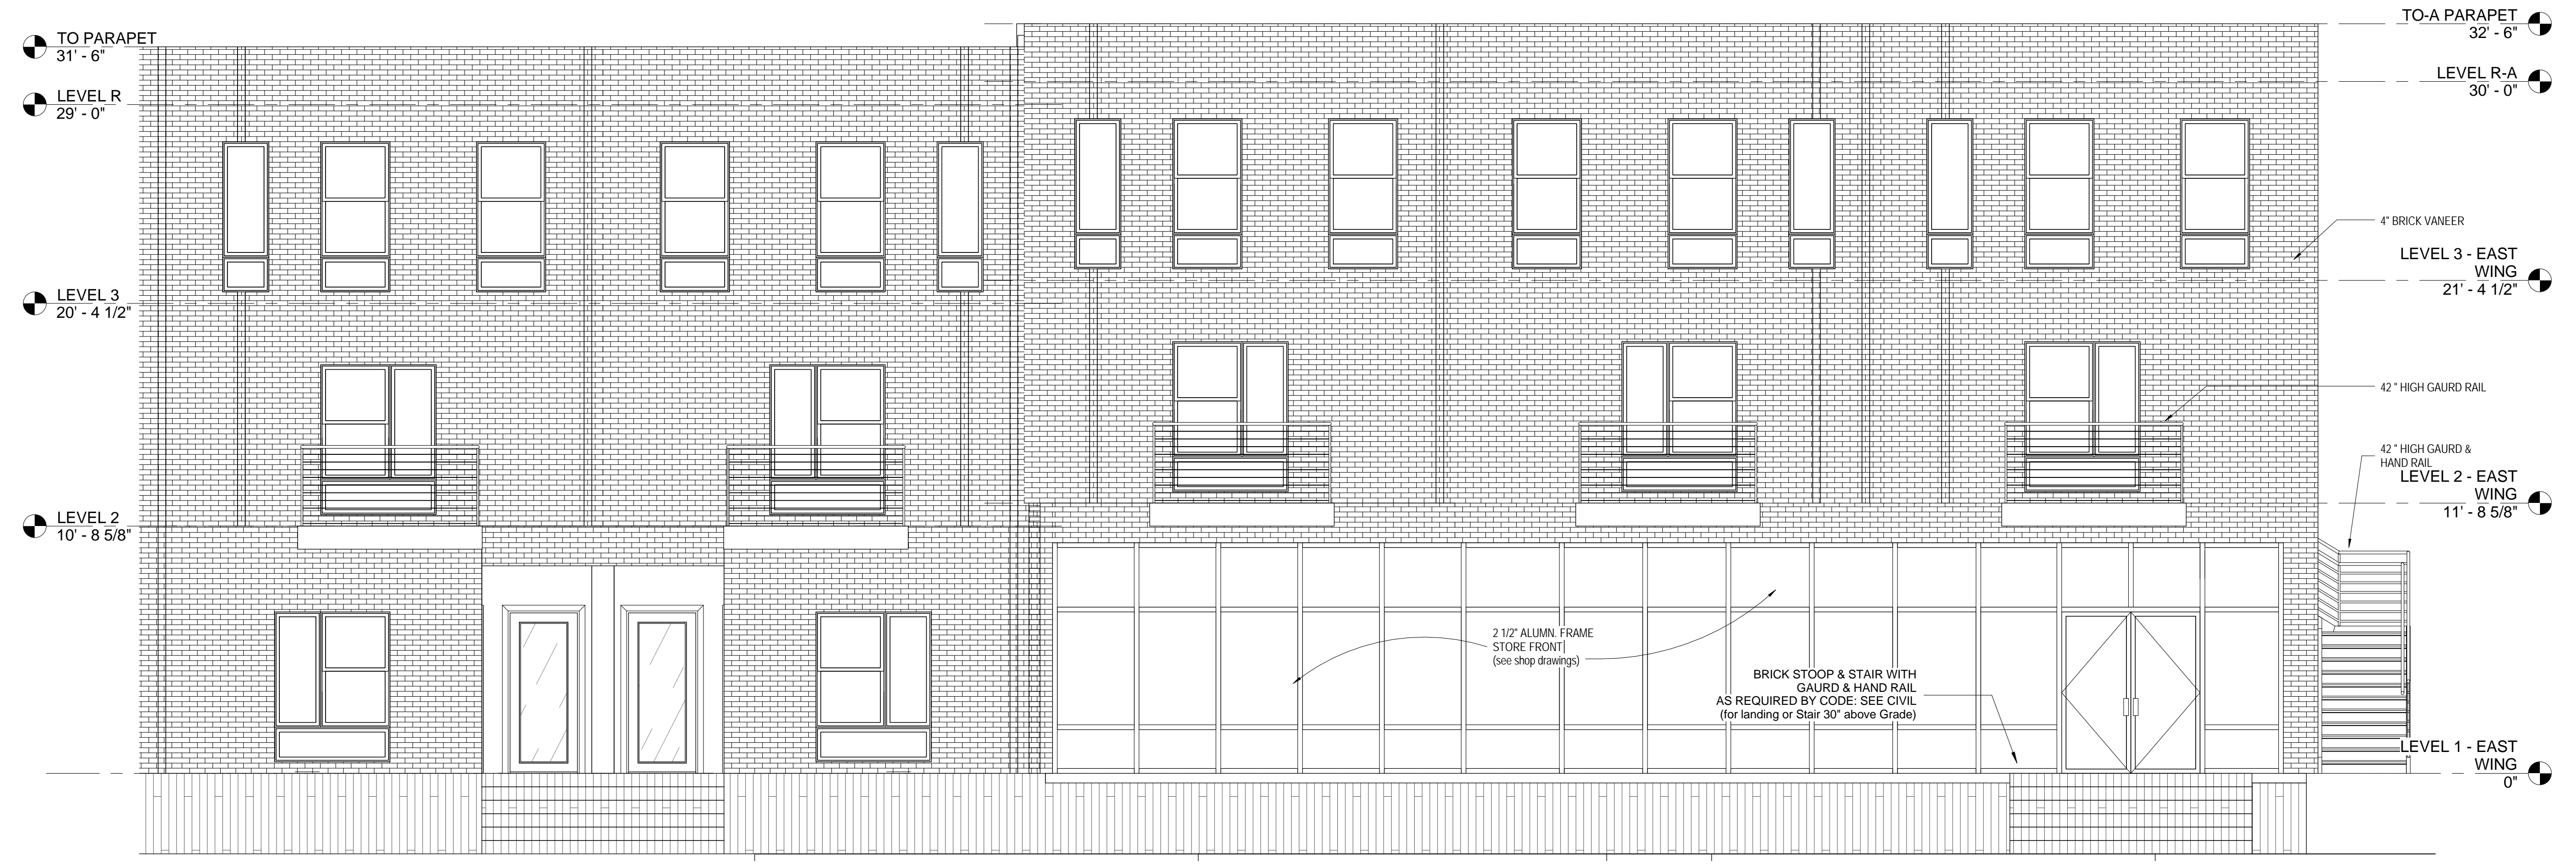 TO PARAPET
31' - 6"
LEVEL R
29' - 0"
LEVEL 3
20' - 4 1/2"
LEVEL 2
10' - 8 5/8"
TO-A PARAPET
32' - 6"
LEVEL R-A
30' - 0"
4" BRICK VANEER
LEVEL 3 - EAST
WING
21' - 4 1/2"
42 " HIGH GAURD RAIL
42 " HIGH GAURD &
HAND RAIL
LEVEL 2 - EAST
WING
11' - 8 5/8"
2 1/2" ALUMN. FRAME
STORE FRONT
(see shop drawings)
BRICK STOOP & STAIR WITH
GAURD & HAND RAIL
AS REQUIRED BY CODE: SEE CIVIL
(for landing or Stair 30" above Grade)
LEVEL 1 - EAST
WING
0"